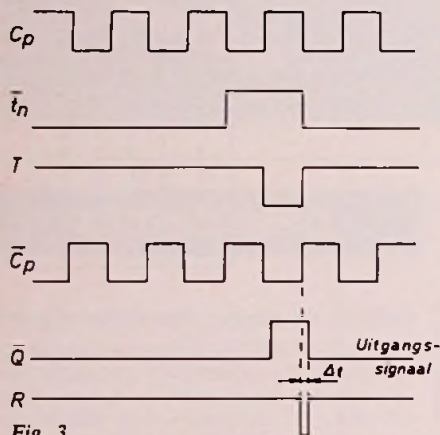 Cp
t̄n
T
C̄p
Q̄
Uitgangs-
signaal
Δt
R
Fig. 3